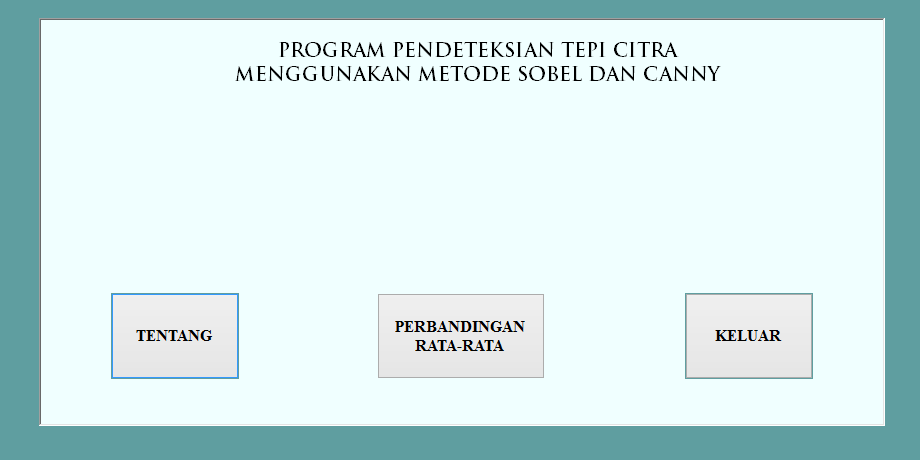 PROGRAM PENDETEKSIAN TEPI CITRA
MENGGUNAKAN METODE SOBEL DAN CANNY
TENTANG
PERBANDINGAN
RATA-RATA
KELUAR